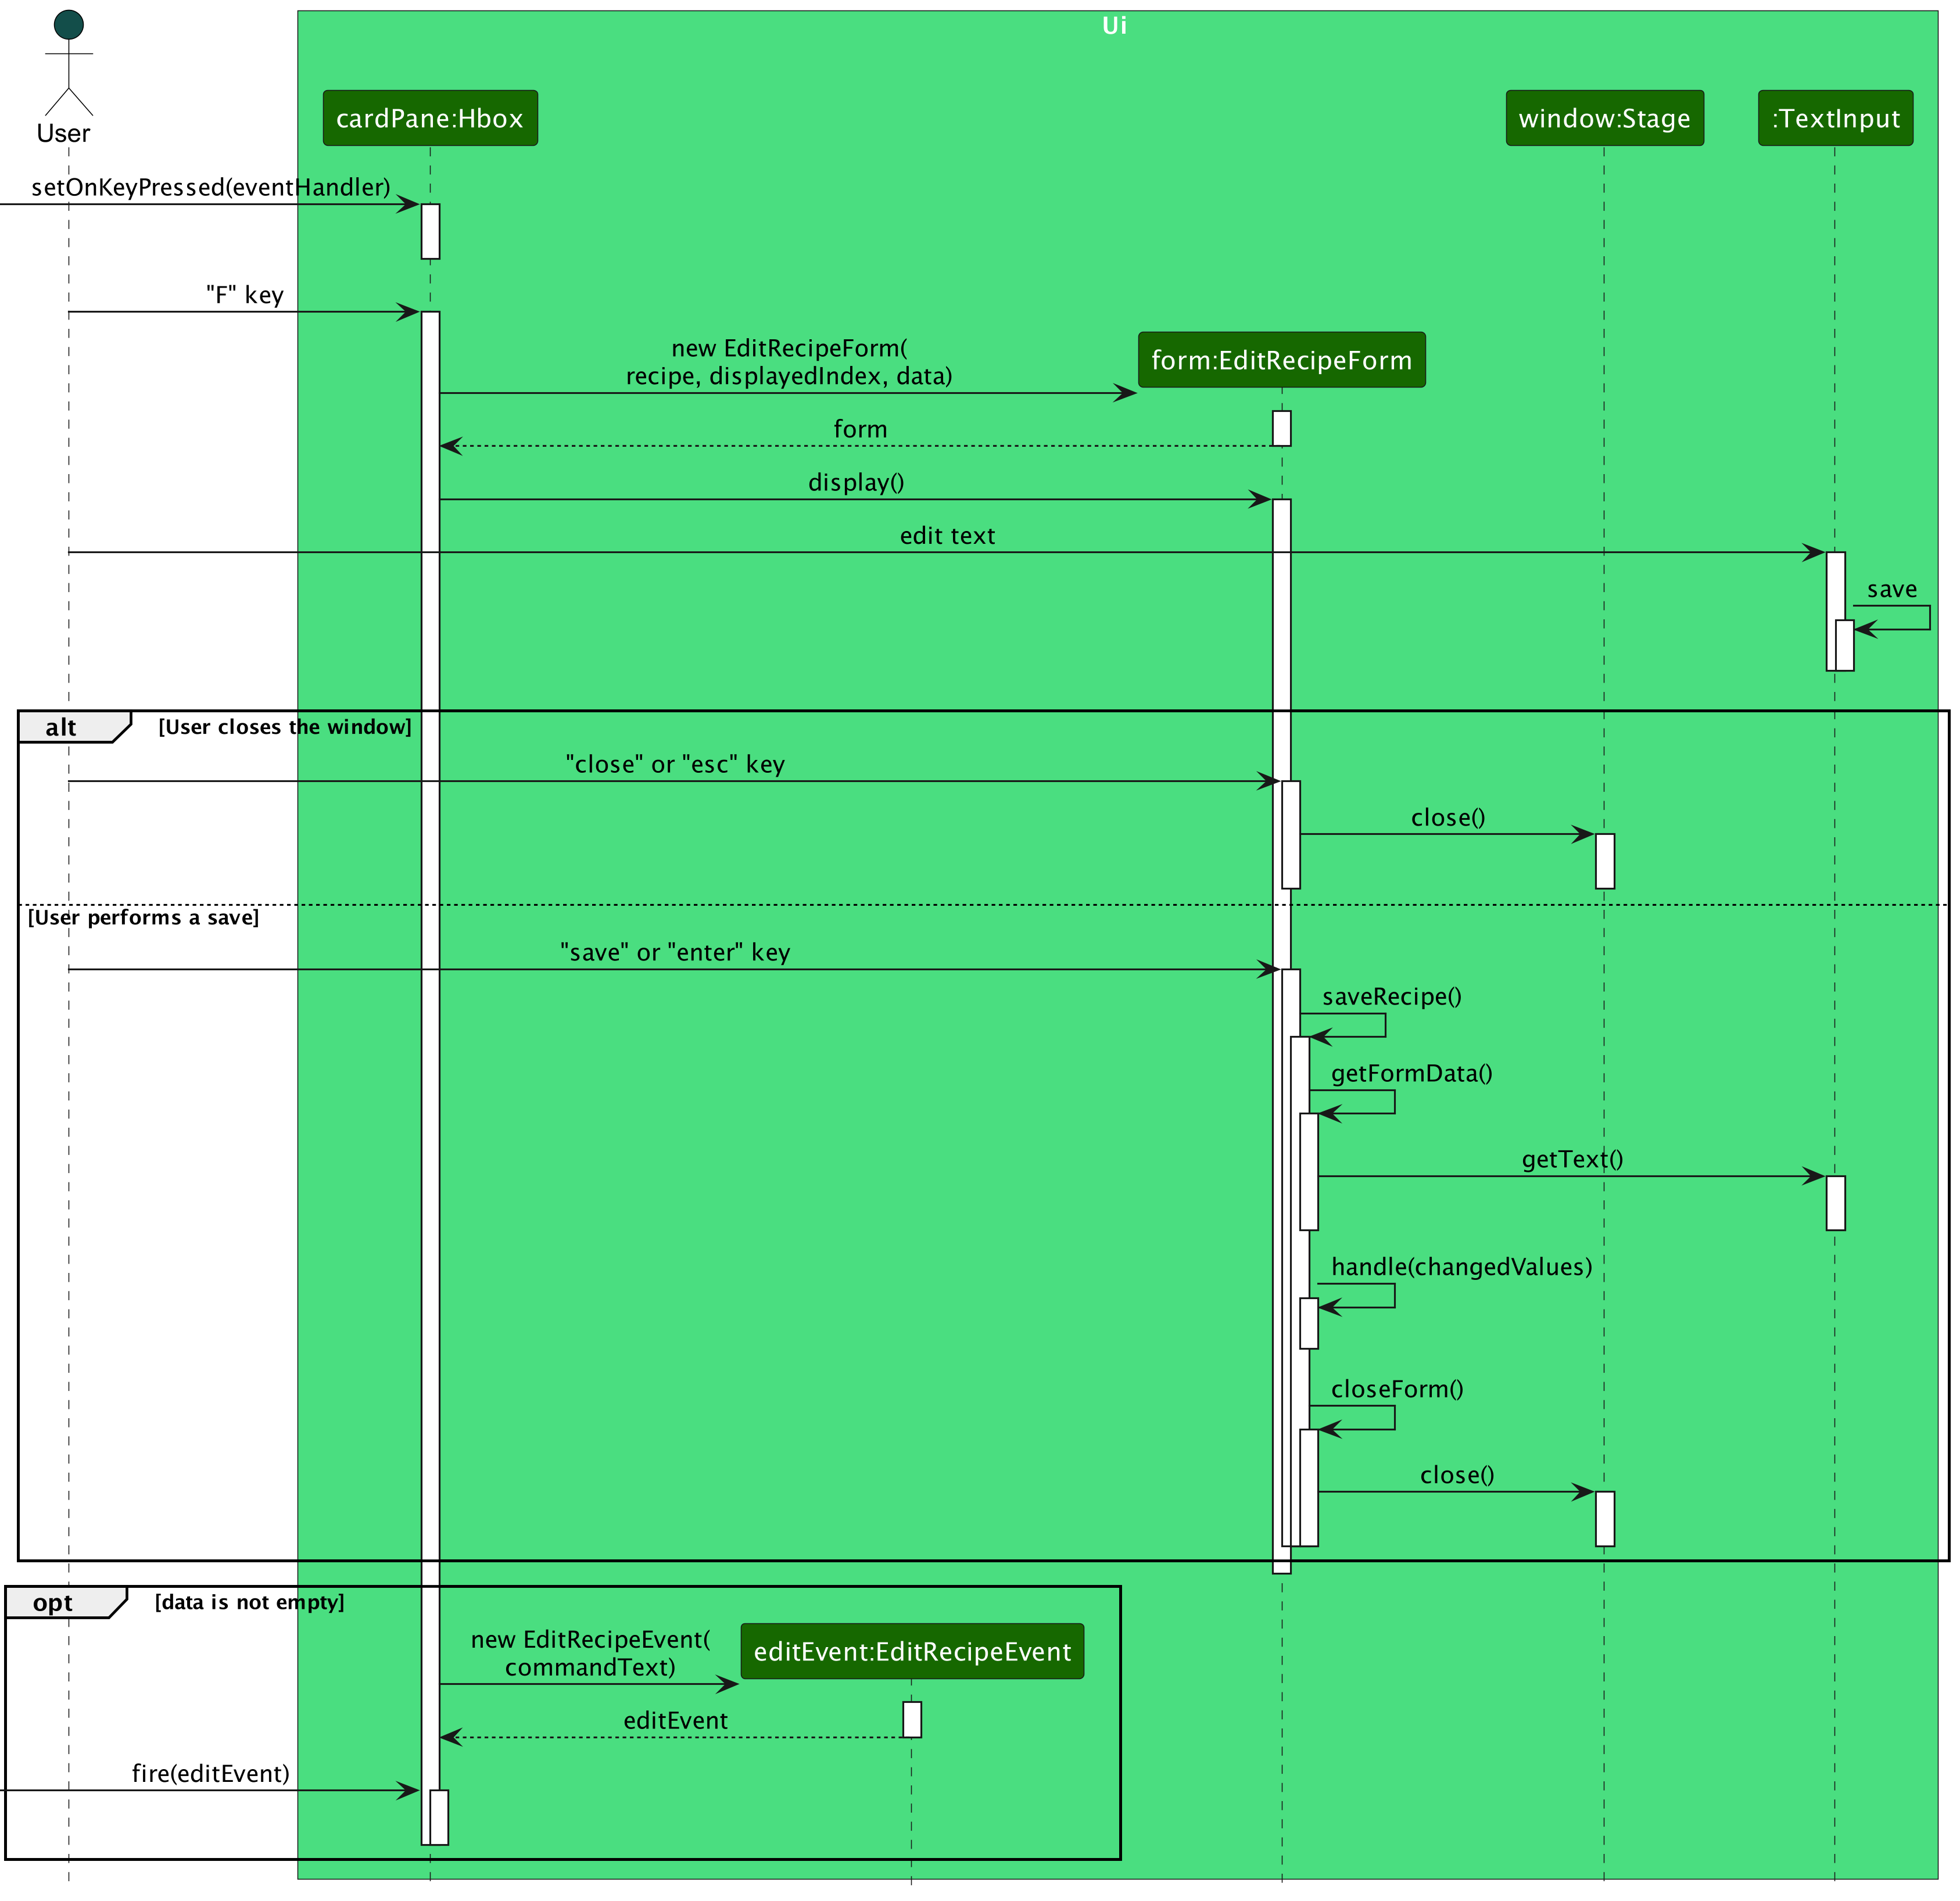 Ui
User
cardPane:Hbox
window:Stage
:TextInput
setOnKeyPressed(eventHandler)
"F" key
new EditRecipeForm(
recipe, displayedIndex, data)
form:EditRecipeForm
form
display()
edit text
save
alt
[User closes the window]
"close" or "esc" key
close()
[User performs a save]
"save" or "enter" key
saveRecipe()
getFormData()
getText()
handle(changedValues)
closeForm()
close()
opt
[data is not empty]
new EditRecipeEvent(
commandText)
editEvent:EditRecipeEvent
editEvent
fire(editEvent)